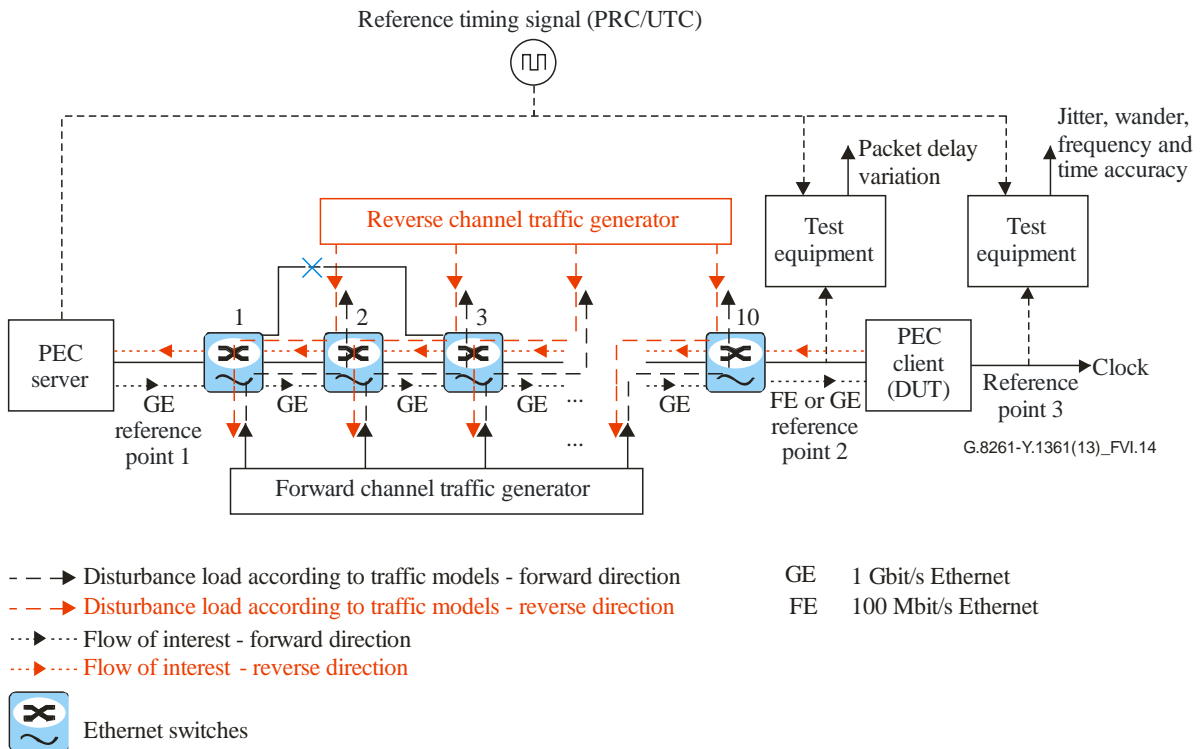 Reference timing signal (PRC/UTC)
Jitter, wander,
frequency and
time accuracy
Packet delay
variation
Reverse channel traffic generator
Test
equipment
Test
equipment
1
2
3
10
PEC
server
PEC
client
(DUT)
Clock
GE
GE
GE
GE
GE
FE or GE
reference
point 1
reference
point 2
Reference
point 3
...
...
Forward channel traffic generator
G.8261-Y.1361(13)_FVI.14
Disturbance load according to traffic models - forward direction
GE 1 Gbit/s Ethernet
Disturbance load according to traffic models - reverse direction
FE 100 Mbit/s Ethernet
Flow of interest - forward direction
Flow of interest - reverse direction
Ethernet switches